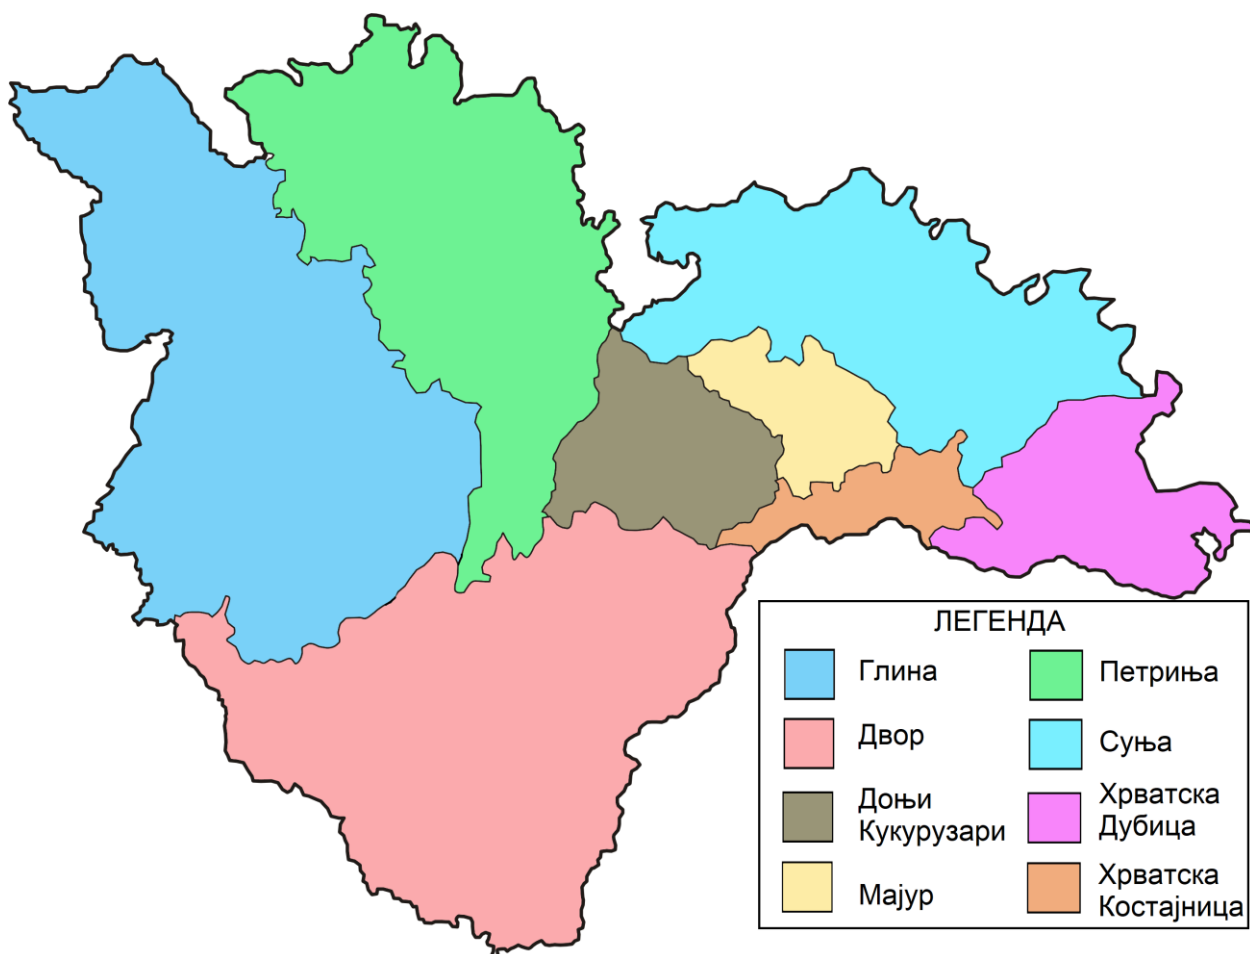 ЛЕГЕНДА
Глина
Двор
Доњи
Кукурузари
Мајур
Петриња
Суња
Хрватска
Дубица
Хрватска
Костајница